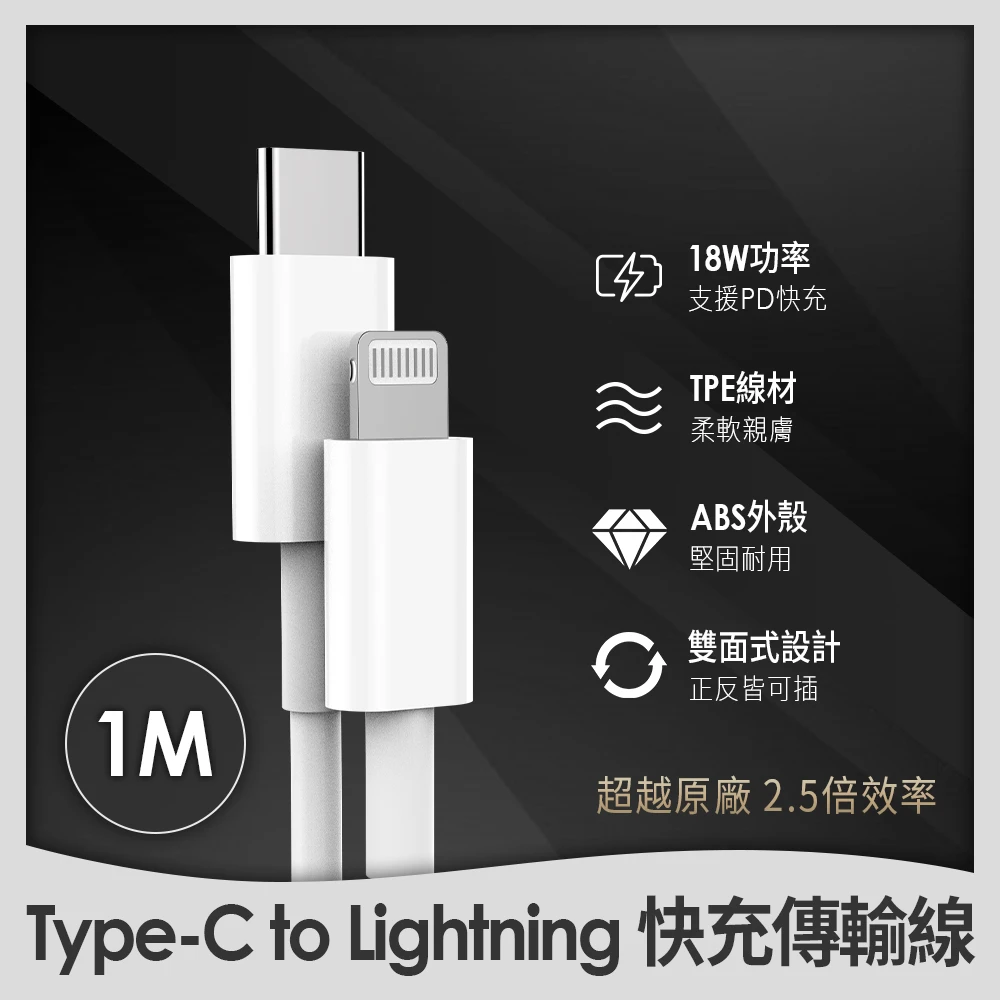 18W功率
支援PD快充
TPE線材
柔軟親膚
ABS外殼
堅固耐用
雙面式設計
正反皆可插
1M
超越原廠 2.5倍效率
Type-C to Lightning 快充傳輸線